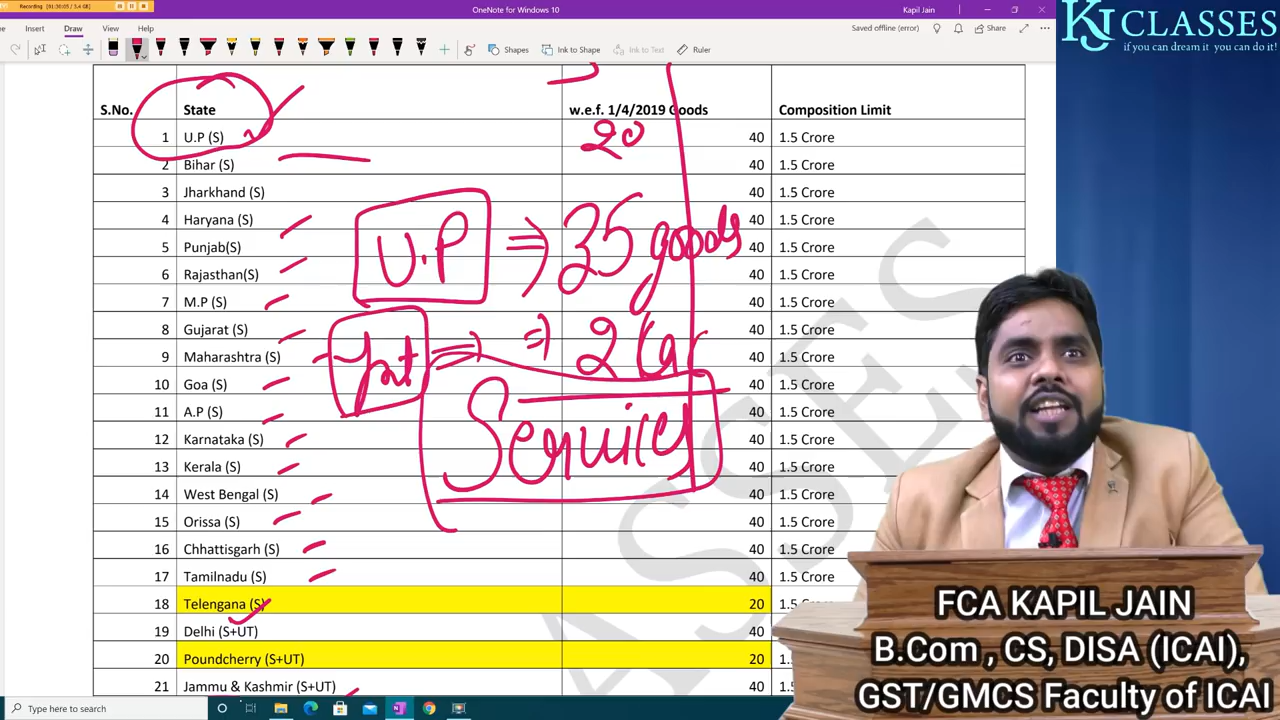 Recording [01:30:05 / 3.4 GB]
OneNote for Windows 10
Kapil Jain
Insert Draw View Help
Shapes Ink to Shape Ink to Text Ruler
Saved offline (error) Share
KJ CLASSES
if you can dream it you can do it!
S.No. State w.e.f. 1/4/2019 Goods Composition Limit
1 U.P (S) 20 40 1.5 Crore
2 Bihar (S) 40 1.5 Crore
3 Jharkhand (S) 40 1.5 Crore
4 Haryana (S) 40 1.5 Crore
5 Punjab(S) 40 1.5 Crore
6 Rajasthan(S) 40 1.5 Crore
7 M.P (S) 40 1.5 Crore
8 Gujarat (S) 40 1.5 Crore
9 Maharashtra (S) 40 1.5 Crore
10 Goa (S) 40 1.5 Crore
11 A.P (S) 40 1.5 Crore
12 Karnataka (S) 40 1.5 Crore
13 Kerala (S) 40 1.5 Crore
14 West Bengal (S) 40 1.5 Crore
15 Orissa (S) 40 1.5 Crore
16 Chhattisgarh (S) 40 1.5 Crore
17 Tamilnadu (S) 40 1.5 Crore
18 Telengana (S) 20
19 Delhi (S+UT) 40
20 Poundcherry (S+UT) 20
21 Jammu & Kashmir (S+UT) 40
U.P ⇒ 35 goods
⇒ ⇒ 2
Services
FCA KAPIL JAIN
B.Com , CS, DISA (ICAI),
GST/GMCS Faculty of ICAI
Type here to search